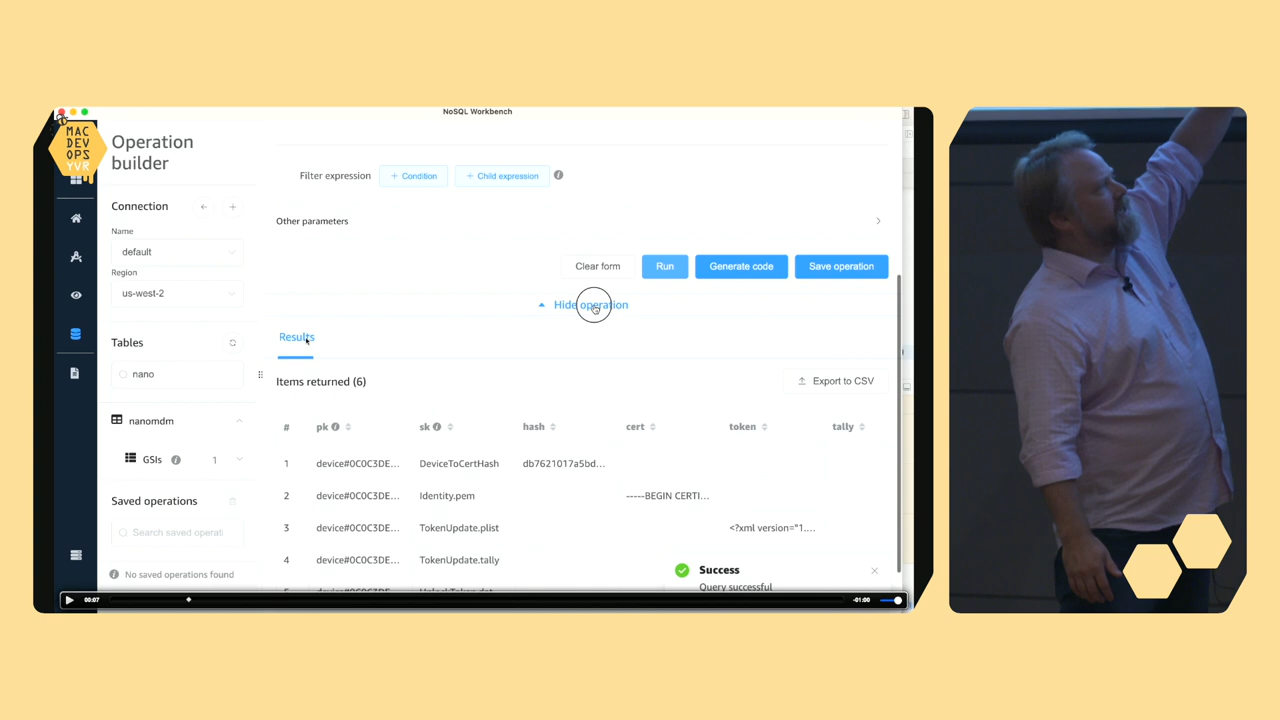 NoSQL Workbench
MAC
DEV
OPS
YVR
Operation
builder
Connection
Name
default
Region
us-west-2
Tables
nano
nanomdm
GSIs
1
Saved operations
Search saved operati
No saved operations found
Filter expression
+ Condition
+ Child expression
Other parameters
Clear form
Run
Generate code
Save operation
Hide operation
Results
Items returned (6)
Export to CSV
# pk sk hash cert token tally
1 device#0C0C3DE... DeviceToCertHash db7621017a5bd...
2 device#0C0C3DE... Identity.pem -----BEGIN CERTI...
3 device#0C0C3DE... TokenUpdate.plist <?xml version="1....
4 device#0C0C3DE... TokenUpdate.tally
Success
Query successful
00:07
-01:00